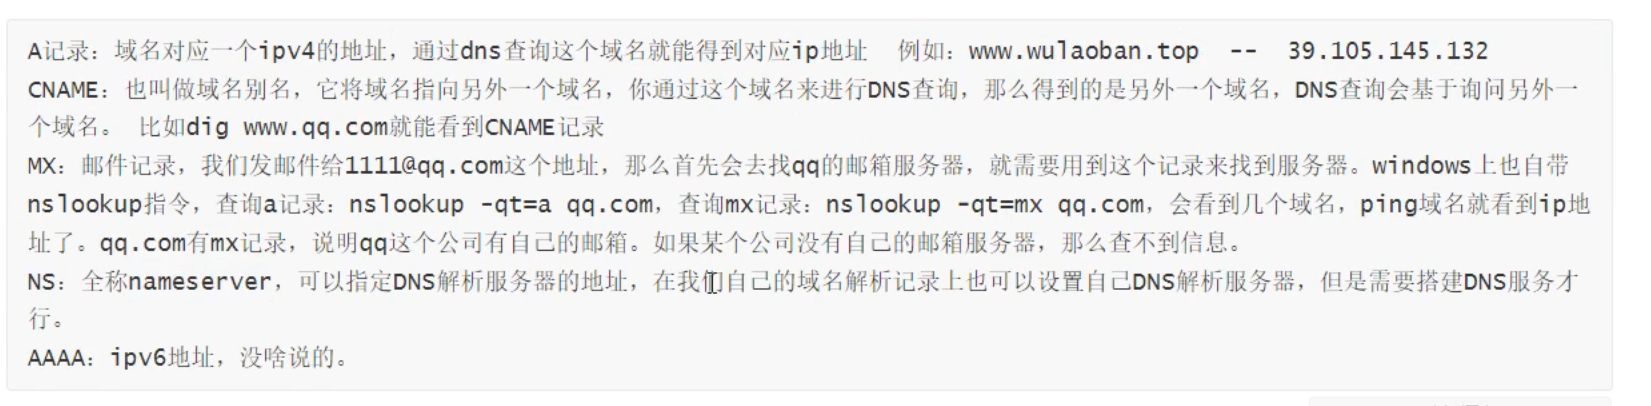 A记录：域名对应一个ipv4的地址，通过dns查询这个域名就能得到对应ip地址  例如：www.wulaoban.top  --  39.105.145.132
CNAME：也叫做域名别名，它将域名指向另外一个域名，你通过这个域名来进行DNS查询，那么得到的是另外一个域名，DNS查询会基于询问另外一
个域名。 比如dig www.qq.com就能看到CNAME记录
MX：邮件记录，我们发邮件给1111@qq.com这个地址，那么首先会去找qq的邮箱服务器，就需要用到这个记录来找到服务器。windows上也自带
nslookup指令，查询a记录：nslookup -qt=a qq.com，查询mx记录：nslookup -qt=mx qq.com，会看到几个域名，ping域名就看到ip地
址了。qq.com有mx记录，说明qq这个公司有自己的邮箱。如果某个公司没有自己的邮箱服务器，那么查不到信息。
NS：全称nameserver，可以指定DNS解析服务器的地址，在我们自己的域名解析记录上也可以设置自己DNS解析服务器，但是需要搭建DNS服务才
行。
AAAA：ipv6地址，没啥说的。